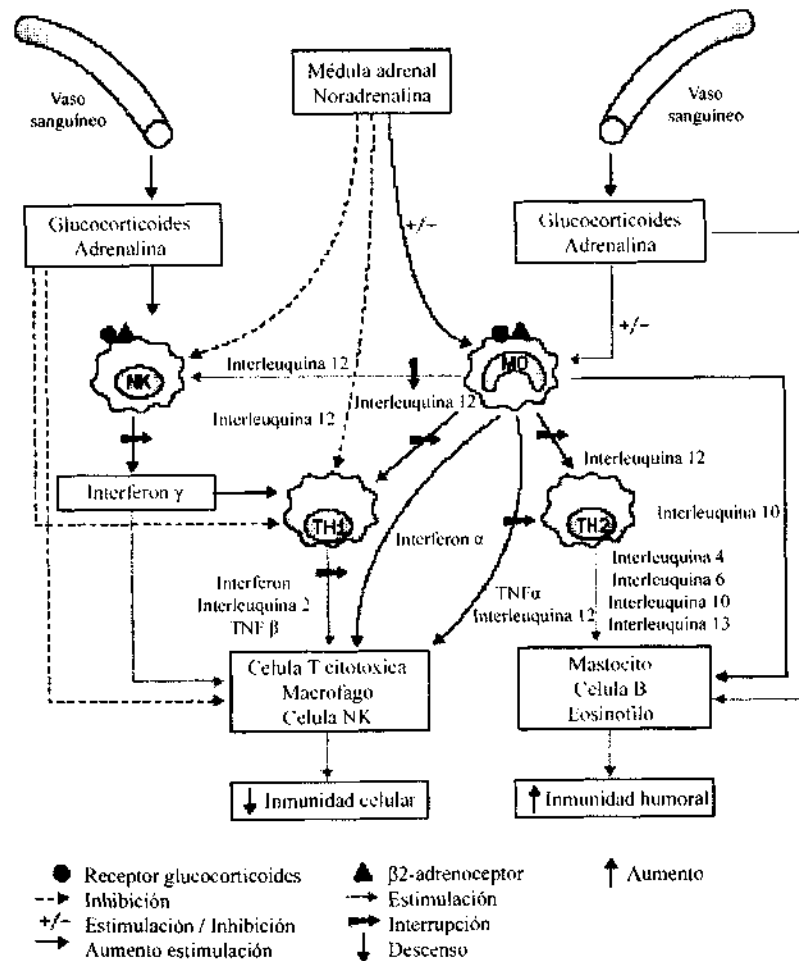 Médula adrenal
Noradrenalina
Vaso
sanguíneo
Vaso
sanguíneo
Glucocorticoides
Adrenalina
+/-
Glucocorticoides
Adrenalina
+/-
NK
MO
Interleuquina 12
Interleuquina 12
Interleuquina 12
Interleuquina 12
Interferon γ
TH1
TH2
Interleuquina 10
Interferon α
Interleuquina 4
Interleuquina 6
Interleuquina 10
Interleuquina 13
Interferon
Interleuquina 2
TNF β
TNFα
Interleuquina 12
Celula T citotoxica
Macrofago
Celula NK
Mastocito
Celula B
Eosinofilo
Inmunidad celular
Inmunidad humoral
Receptor glucocorticoides
β2-adrenoceptor
Aumento
Inhibición
Estimulación
+/- Estimulación / Inhibición
Interrupción
Aumento estimulación
Descenso